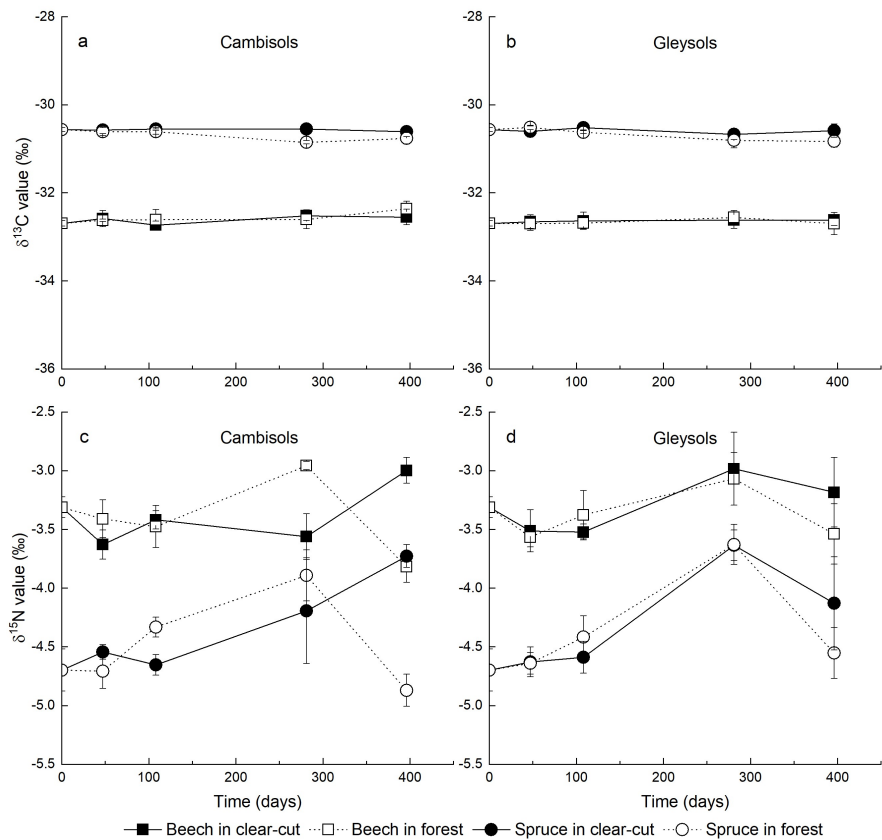 a
Cambisols
b
Gleysols
δ¹³C value (‰)
-28
-30
-32
-34
-36
-28
-30
-32
-34
-36
0
100
200
300
400
0
100
200
300
400
c
Cambisols
d
Gleysols
δ¹⁵N value (‰)
-2.5
-3.0
-3.5
-4.0
-4.5
-5.0
-5.5
-2.5
-3.0
-3.5
-4.0
-4.5
-5.0
-5.5
0
100
200
300
400
0
100
200
300
400
Time (days)
Time (days)
Beech in clear-cut
Beech in forest
Spruce in clear-cut
Spruce in forest